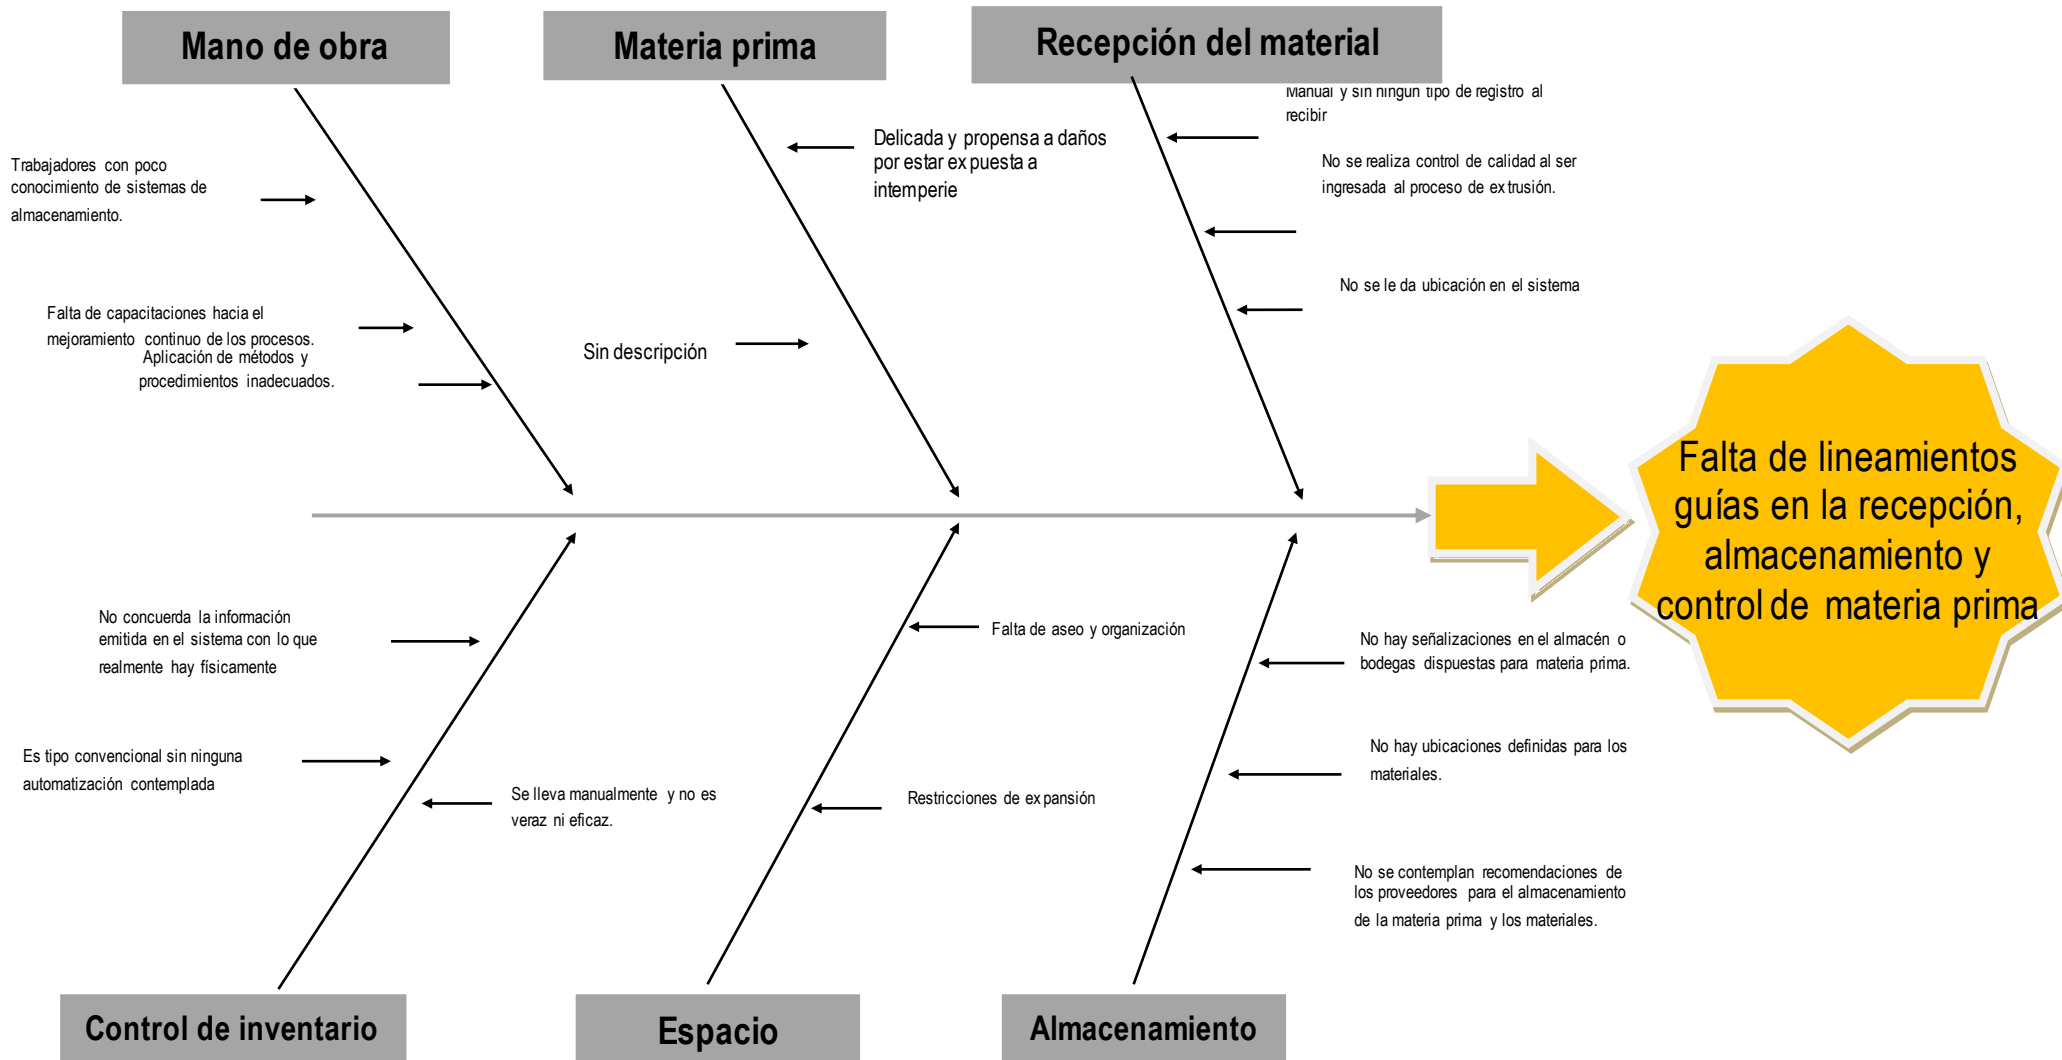 Mano de obra
Materia prima
Recepción del material
Trabajadores con poco
conocimiento de sistemas de
almacenamiento.
Falta de capacitaciones hacia el
mejoramiento continuo de los procesos.
Aplicación de métodos y
procedimientos inadecuados.
Delicada y propensa a daños
por estar expuesta a
intemperie
Sin descripción
Manual y sin ningun tipo de registro al
recibir
No se realiza control de calidad al ser
ingresada al proceso de extrusión.
No se le da ubicación en el sistema
Falta de lineamientos
guías en la recepción,
almacenamiento y
control de materia prima
No concuerda la información
emitida en el sistema con lo que
realmente hay físicamente
Es tipo convencional sin ninguna
automatización contemplada
Se lleva manualmente y no es
veraz ni eficaz.
Falta de aseo y organización
Restricciones de expansión
No hay señalizaciones en el almacén o
bodegas dispuestas para materia prima.
No hay ubicaciones definidas para los
materiales.
No se contemplan recomendaciones de
los proveedores para el almacenamiento
de la materia prima y los materiales.
Control de inventario
Espacio
Almacenamiento